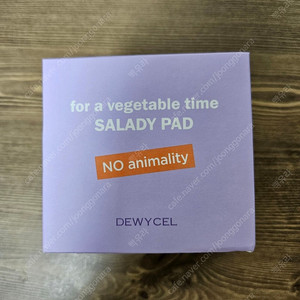 for a vegetable time
SALADY PAD
NO animality
DEWYCEL